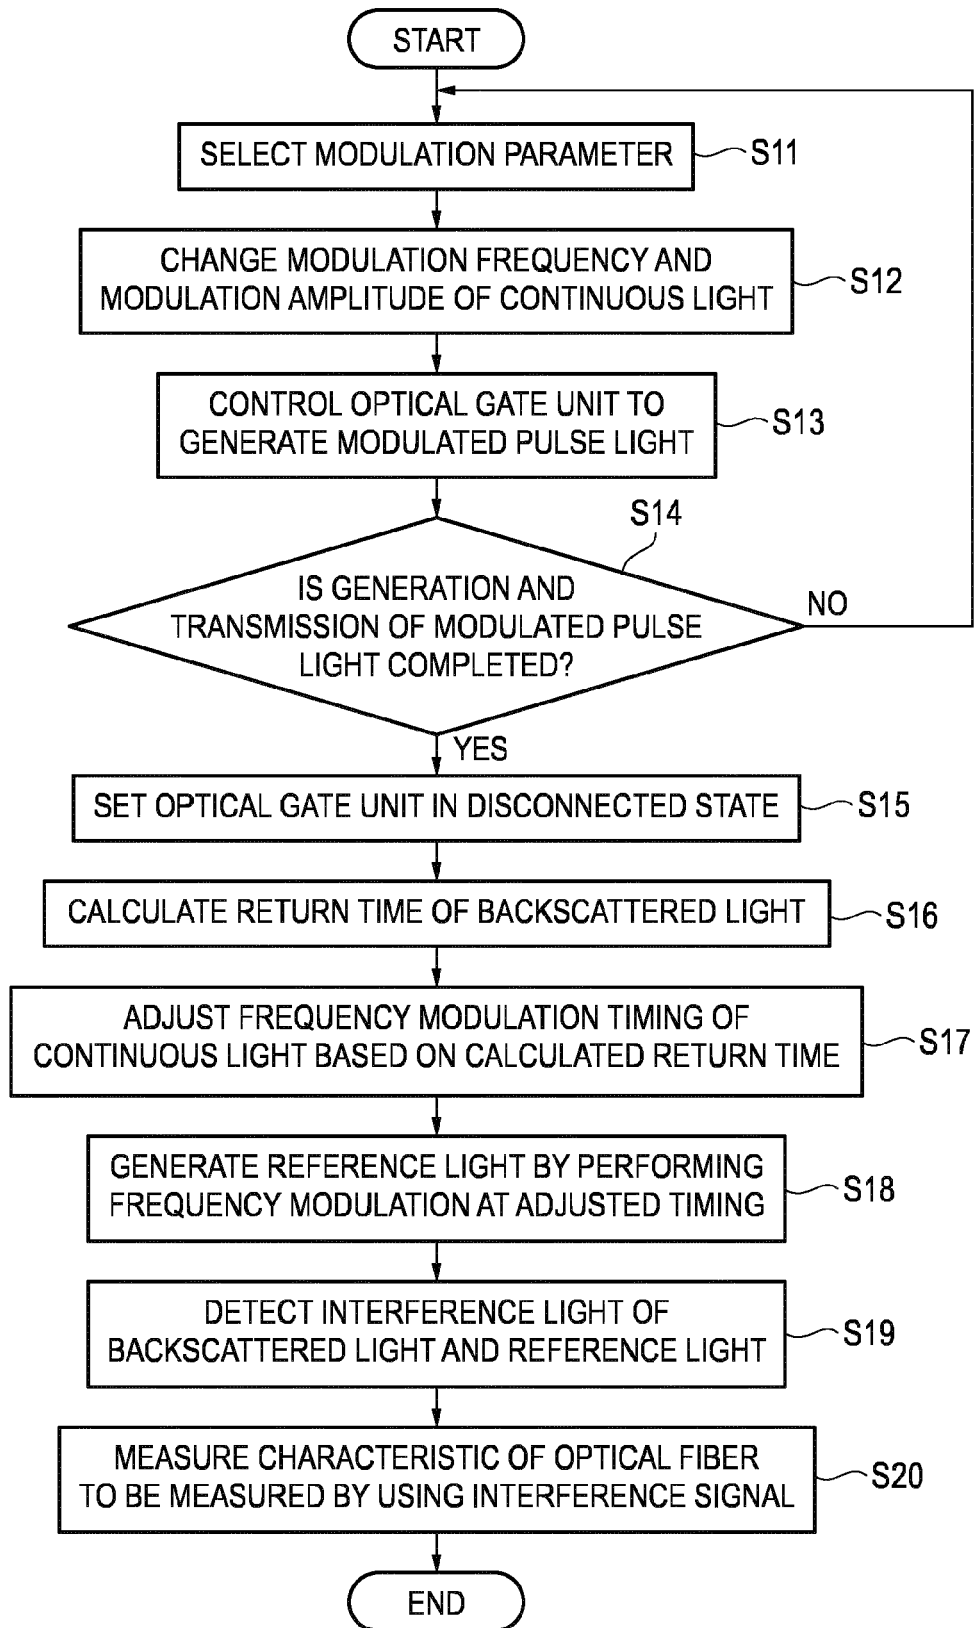 START
SELECT MODULATION PARAMETER
S11
CHANGE MODULATION FREQUENCY AND
MODULATION AMPLITUDE OF CONTINUOUS LIGHT
S12
CONTROL OPTICAL GATE UNIT TO
GENERATE MODULATED PULSE LIGHT
S13
S14
IS GENERATION AND
TRANSMISSION OF MODULATED PULSE
LIGHT COMPLETED?
NO
YES
SET OPTICAL GATE UNIT IN DISCONNECTED STATE
S15
CALCULATE RETURN TIME OF BACKSCATTERED LIGHT
S16
ADJUST FREQUENCY MODULATION TIMING OF
CONTINUOUS LIGHT BASED ON CALCULATED RETURN TIME
S17
GENERATE REFERENCE LIGHT BY PERFORMING
FREQUENCY MODULATION AT ADJUSTED TIMING
S18
DETECT INTERFERENCE LIGHT OF
BACKSCATTERED LIGHT AND REFERENCE LIGHT
S19
MEASURE CHARACTERISTIC OF OPTICAL FIBER
TO BE MEASURED BY USING INTERFERENCE SIGNAL
S20
END